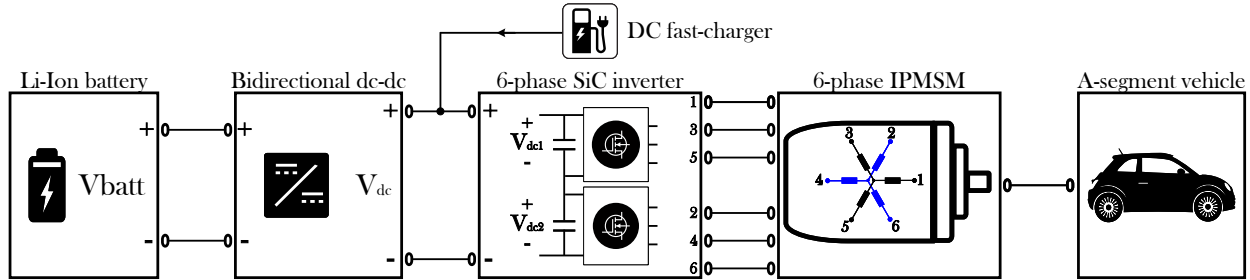 DC fast-charger
Li-Ion battery
Bidirectional dc-dc
6-phase SiC inverter
6-phase IPMSM
A-segment vehicle
+ +
- -
Vbatt
+ +
- -
Vdc
+
Vdc1
-
+
Vdc2
-
1
3
5
2
4
6
3 2
4 1
5 6